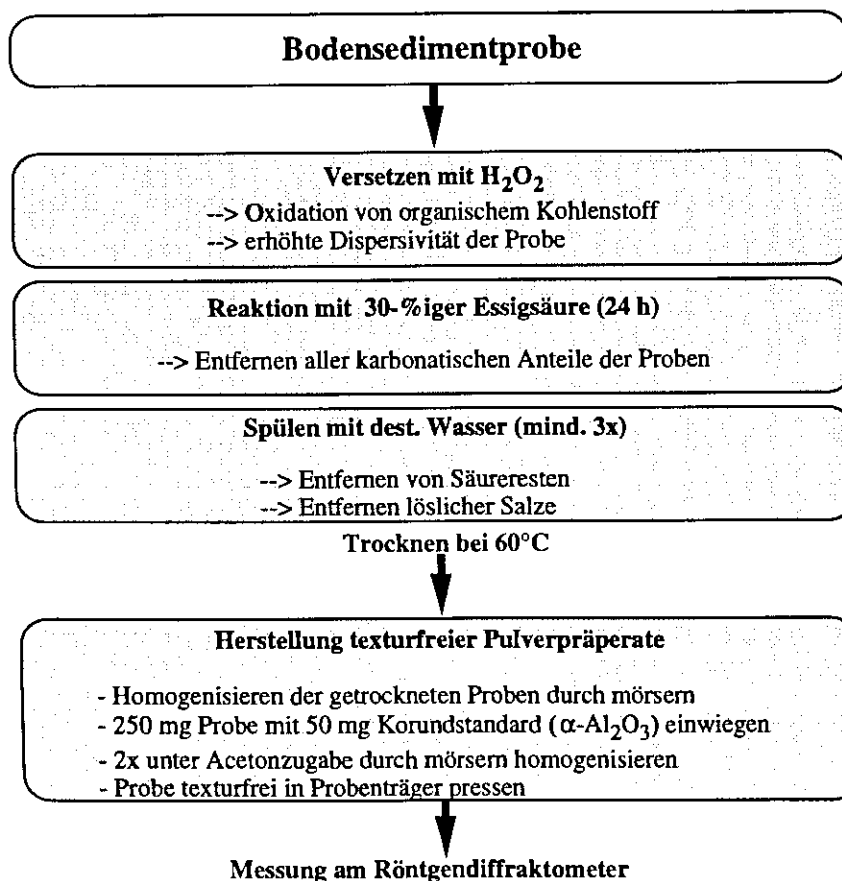 Bodensedimentprobe
Versetzen mit H₂O₂
--> Oxidation von organischem Kohlenstoff
--> erhöhte Dispersivität der Probe
Reaktion mit 30-%iger Essigsäure (24 h)
--> Entfernen aller karbonatischen Anteile der Proben
Spülen mit dest. Wasser (mind. 3x)
--> Entfernen von Säureresten
--> Entfernen löslicher Salze
Trocknen bei 60°C
Herstellung texturfreier Pulverpräperate
- Homogenisieren der getrockneten Proben durch mörsern
- 250 mg Probe mit 50 mg Korundstandard (α-Al₂O₃) einwiegen
- 2x unter Acetonzugabe durch mörsern homogenisieren
- Probe texturfrei in Probenträger pressen
Messung am Röntgendiffraktometer